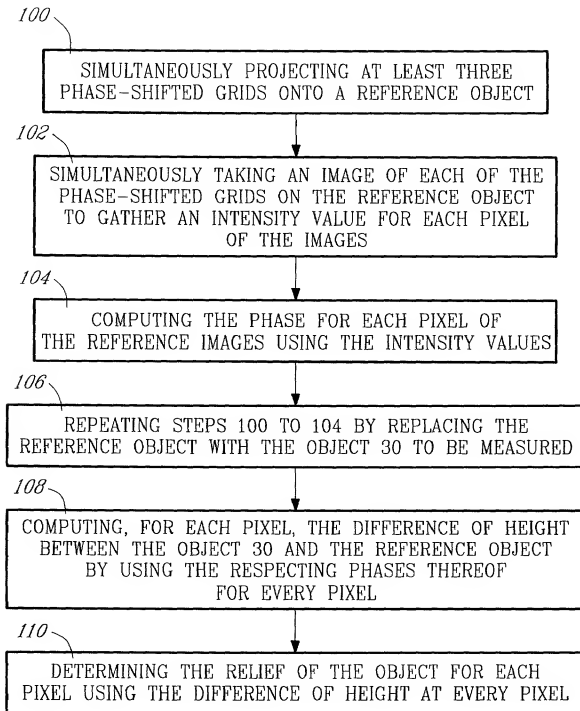 100
SIMULTANEOUSLY PROJECTING AT LEAST THREE
PHASE-SHIFTED GRIDS ONTO A REFERENCE OBJECT
102
SIMULTANEOUSLY TAKING AN IMAGE OF EACH OF THE
PHASE-SHIFTED GRIDS ON THE REFERENCE OBJECT
TO GATHER AN INTENSITY VALUE FOR EACH PIXEL
OF THE IMAGES
104
COMPUTING THE PHASE FOR EACH PIXEL OF
THE REFERENCE IMAGES USING THE INTENSITY VALUES
106
REPEATING STEPS 100 TO 104 BY REPLACING THE
REFERENCE OBJECT WITH THE OBJECT 30 TO BE MEASURED
108
COMPUTING, FOR EACH PIXEL, THE DIFFERENCE OF HEIGHT
BETWEEN THE OBJECT 30 AND THE REFERENCE OBJECT
BY USING THE RESPECTING PHASES THEREOF
FOR EVERY PIXEL
110
DETERMINING THE RELIEF OF THE OBJECT FOR EACH
PIXEL USING THE DIFFERENCE OF HEIGHT AT EVERY PIXEL